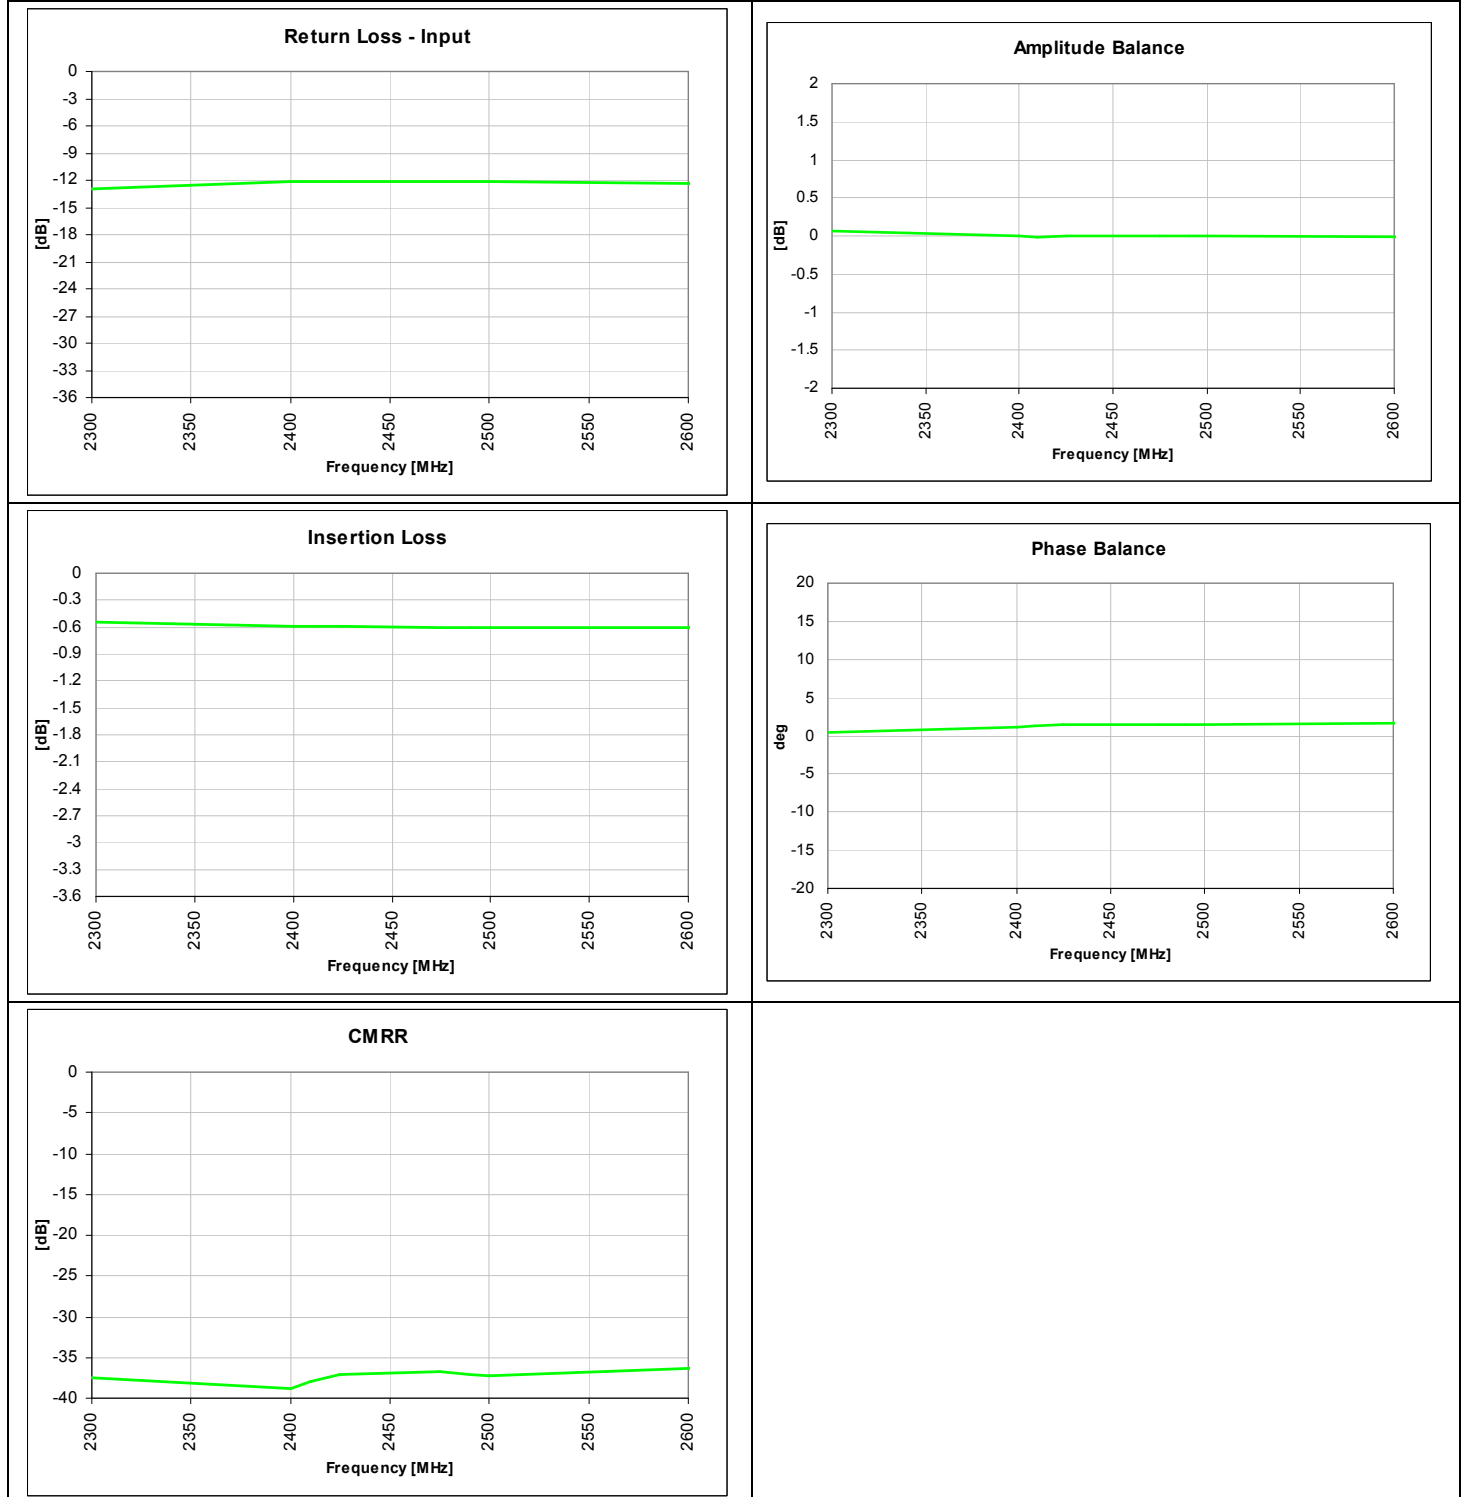 Return Loss - Input
0
-3
-6
-9
-12
-15
-18
-21
-24
-27
-30
-33
-36
[dB]
2300 2350 2400 2450 2500 2550 2600
Frequency [MHz]
Amplitude Balance
2
1.5
1
0.5
0
-0.5
-1
-1.5
-2
[dB]
2300 2350 2400 2450 2500 2550 2600
Frequency [MHz]
Insertion Loss
0
-0.3
-0.6
-0.9
-1.2
-1.5
-1.8
-2.1
-2.4
-2.7
-3
-3.3
-3.6
[dB]
2300 2350 2400 2450 2500 2550 2600
Frequency [MHz]
Phase Balance
20
15
10
5
0
-5
-10
-15
-20
deg
2300 2350 2400 2450 2500 2550 2600
Frequency [MHz]
CMRR
0
-5
-10
-15
-20
-25
-30
-35
-40
[dB]
2300 2350 2400 2450 2500 2550 2600
Frequency [MHz]